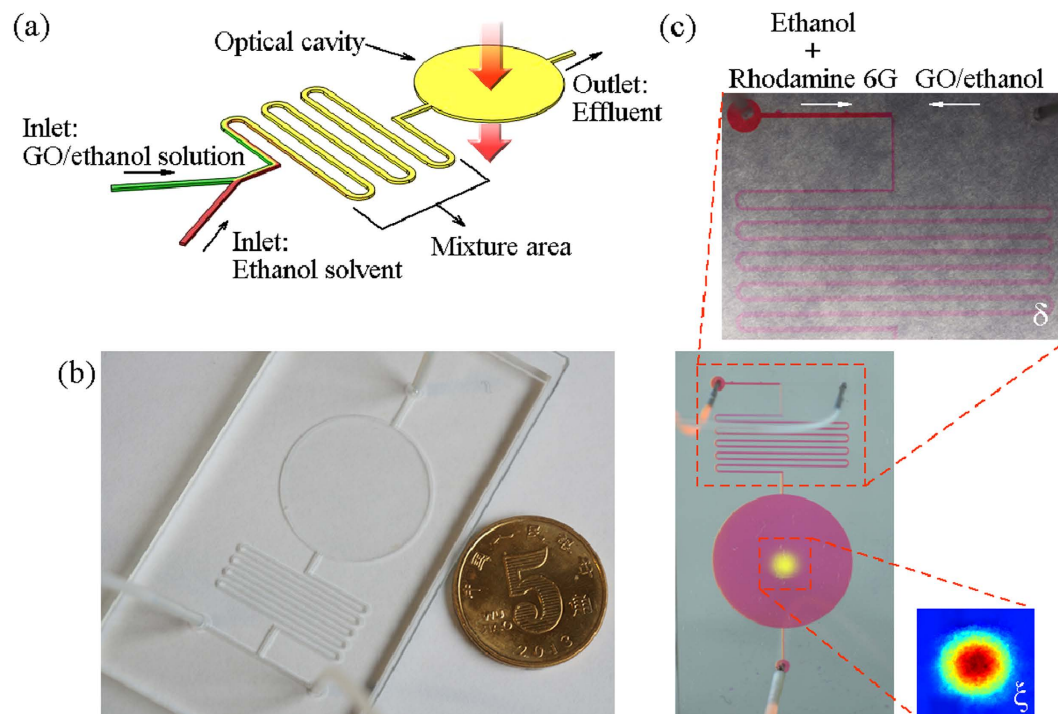 (a)
Optical cavity
Outlet:
Effluent
Inlet:
GO/ethanol solution
Inlet:
Ethanol solvent
Mixture area
(b)
5
2013
(c)
Ethanol
+
Rhodamine 6G
GO/ethanol
δ
ξ